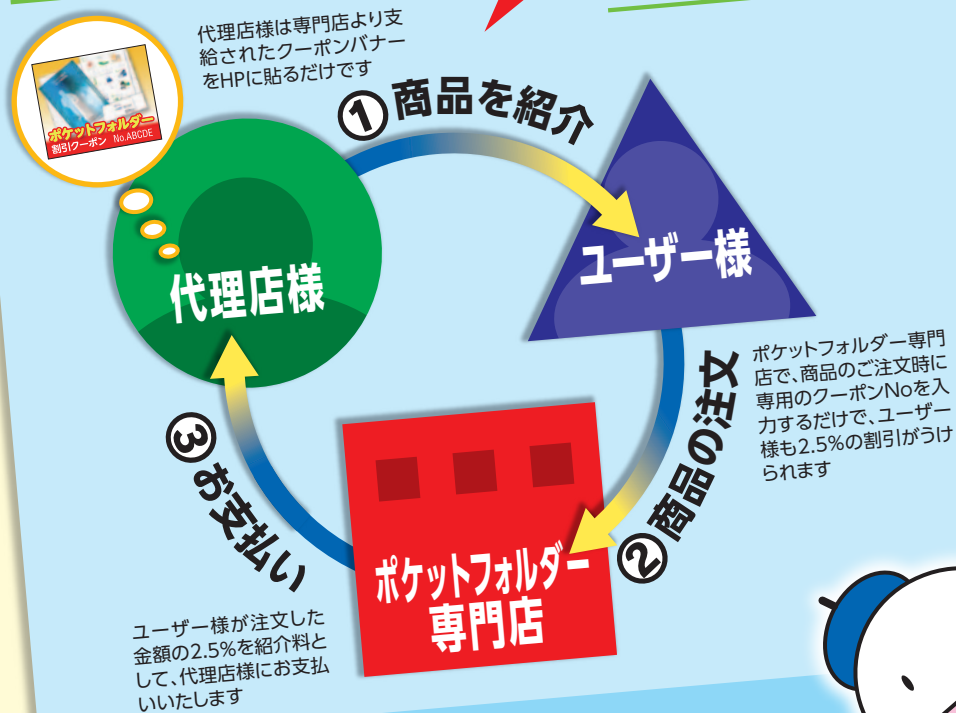 代理店様は専門店より支
給されたクーポンバナー
をHPに貼るだけです
ポケットフォルダー
割引クーポン No.ABCDE
①商品を紹介
代理店様
ユーザー様
ポケットフォルダー専門
店で、商品のご注文時に
専用のクーポンNoを入
力するだけで、ユーザー
様も2.5%の割引がうけ
られます
②商品の注文
③お支払い
ポケットフォルダー
専門店
ユーザー様が注文した
金額の2.5%を紹介料と
して、代理店様にお支払
いいたします